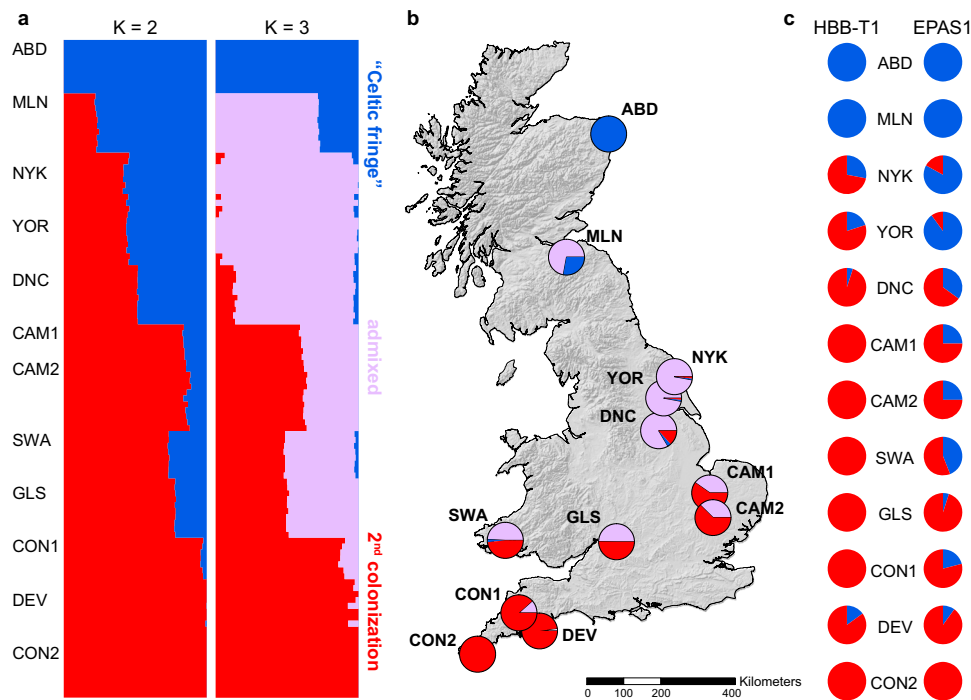 a
K = 2
K = 3
ABD
MLN
NYK
YOR
DNC
CAM1
CAM2
SWA
GLS
CON1
DEV
CON2
“Celtic fringe”
admixed
2nd colonization
b
ABD
MLN
NYK
YOR
DNC
CAM1
CAM2
SWA
GLS
CON1
DEV
CON2
Kilometers
0 100 200 400
c
HBB-T1 EPAS1
ABD
MLN
NYK
YOR
DNC
CAM1
CAM2
SWA
GLS
CON1
DEV
CON2